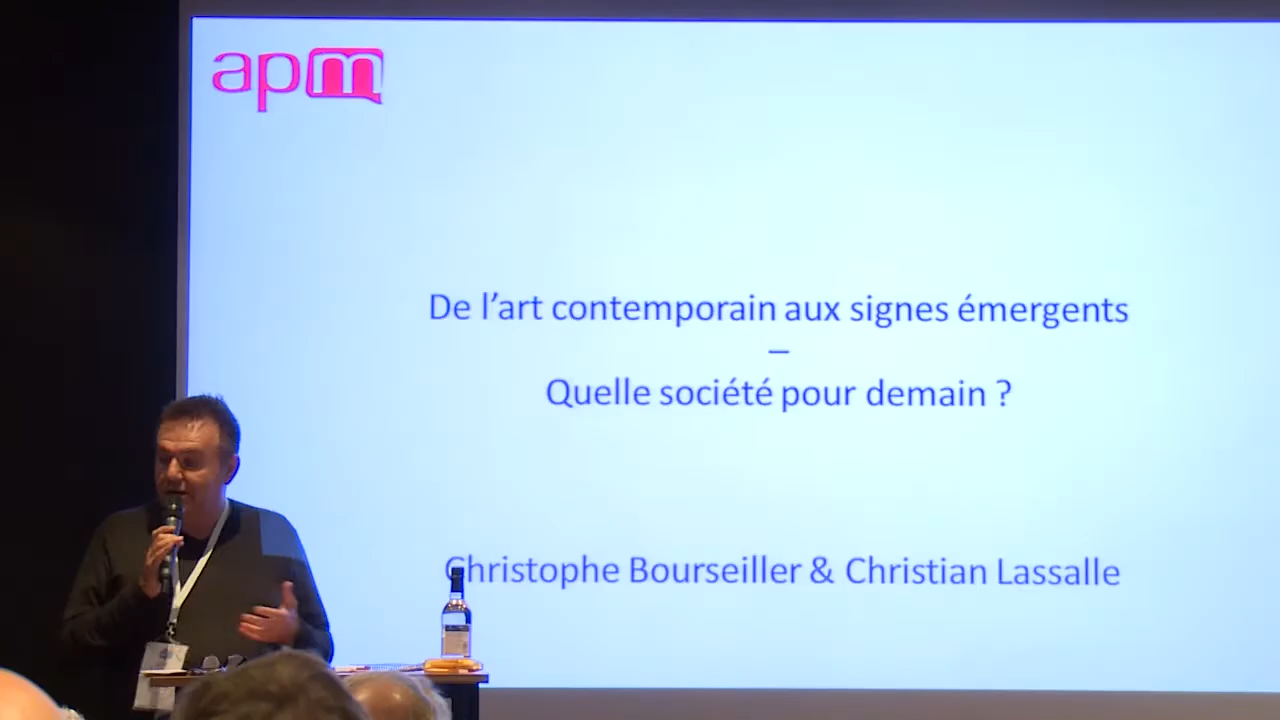 apm
De l'art contemporain aux signes émergents
–
Quelle société pour demain ?
Christophe Bourseiller & Christian Lassalle